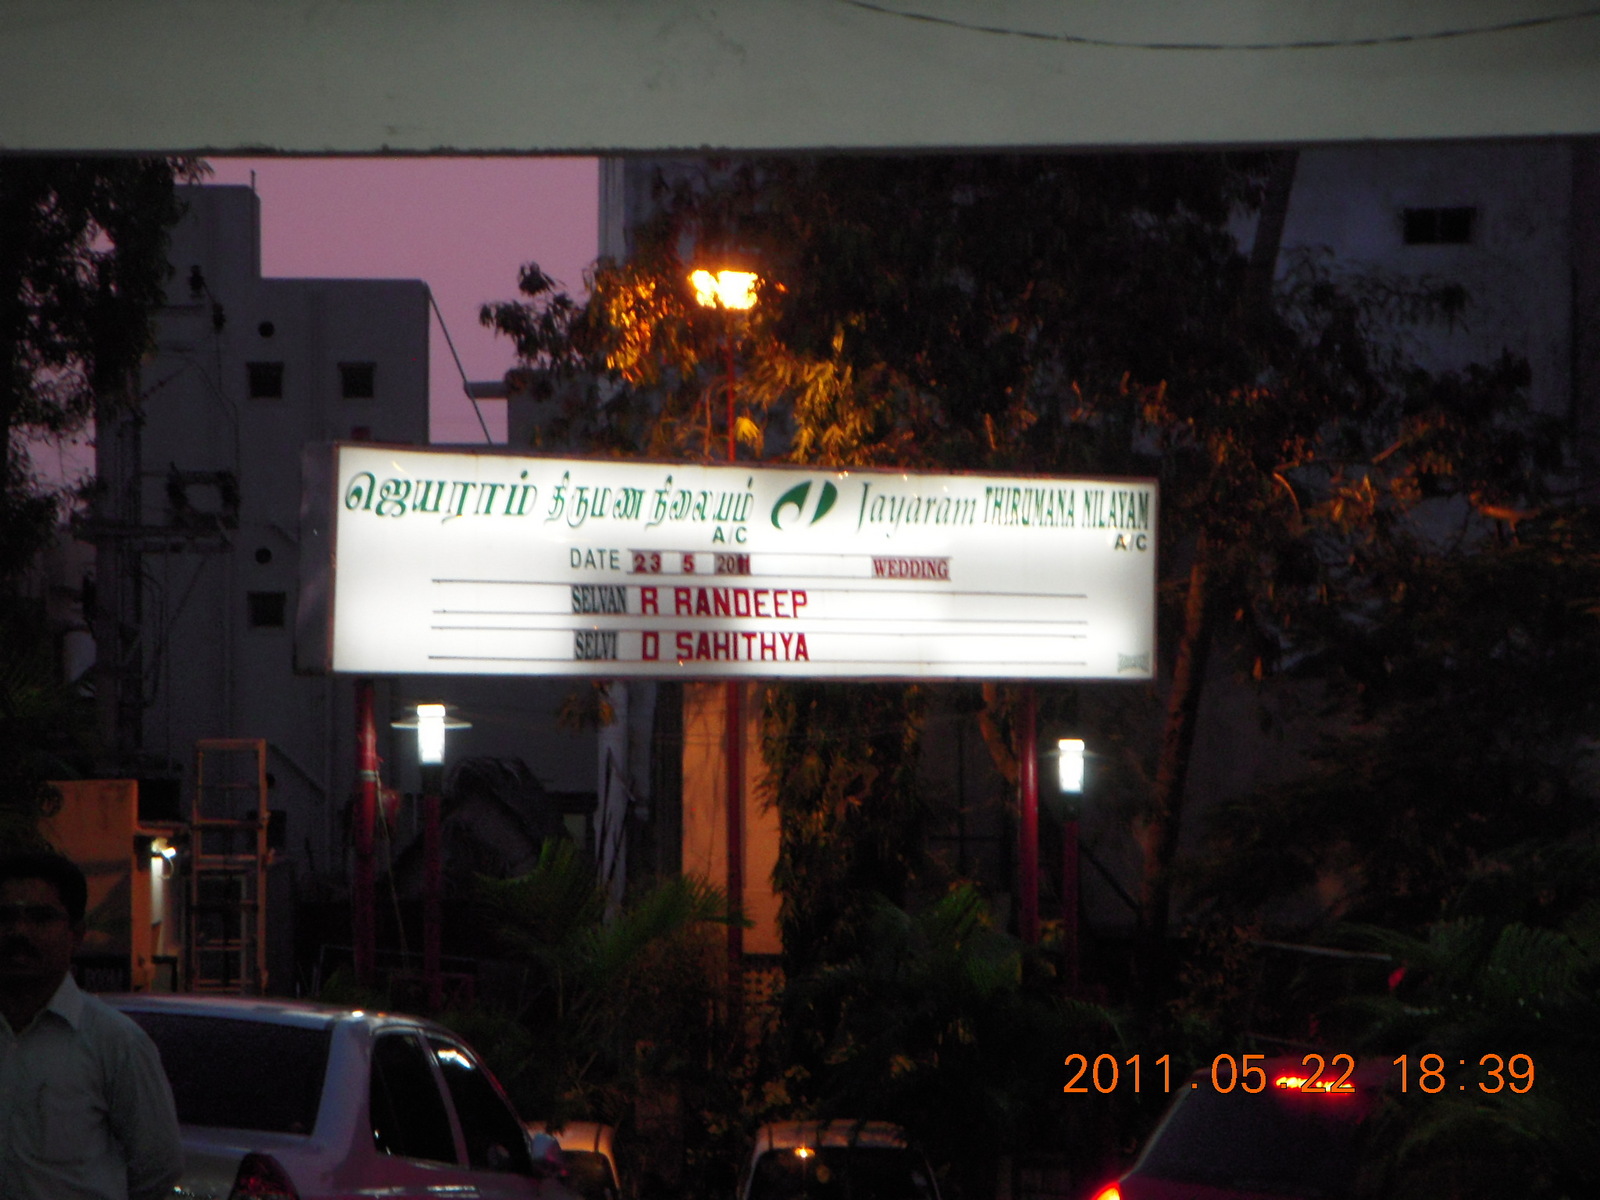 ஜெயராம் திருமண நிலையம் Jayaram THIRUMANA NILAYAM
A/C A/C
DATE 23 5 2011 WEDDING
SELVAN R RANDEEP
SELVI D SAHITHYA
2011.05.22 18:39